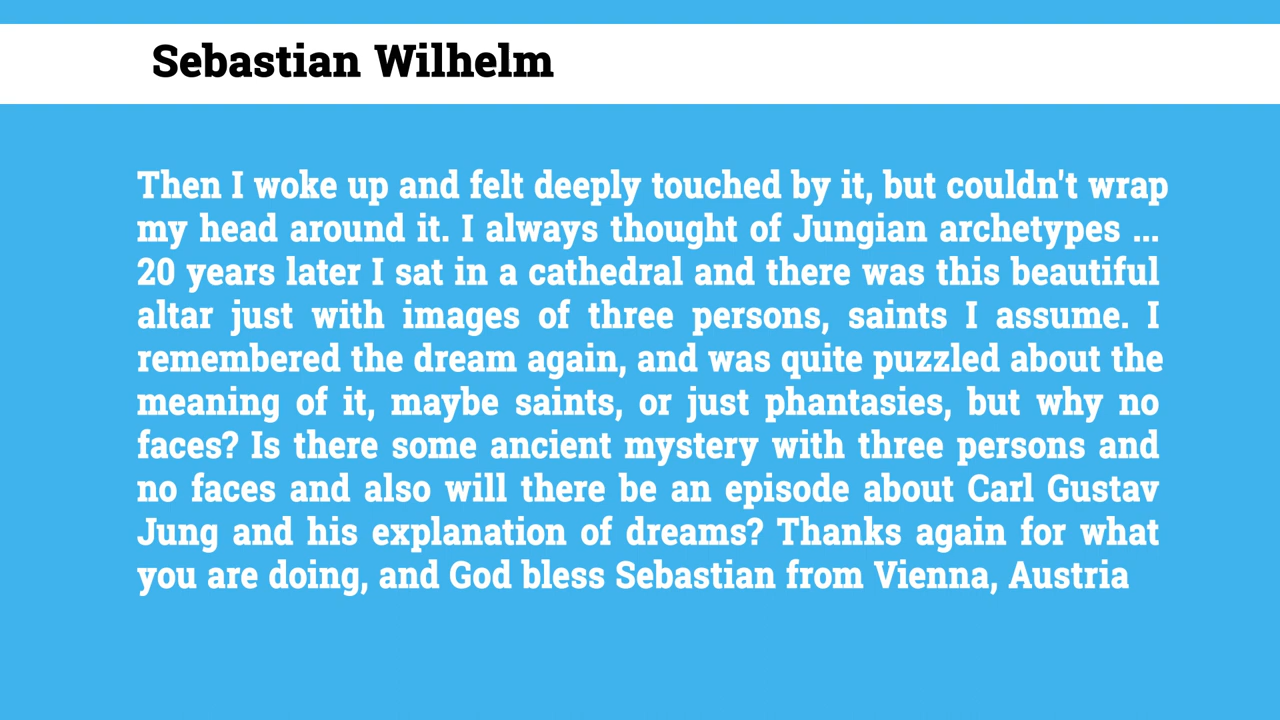 Sebastian Wilhelm
Then I woke up and felt deeply touched by it, but couldn't wrap
my head around it. I always thought of Jungian archetypes ...
20 years later I sat in a cathedral and there was this beautiful
altar just with images of three persons, saints I assume. I
remembered the dream again, and was quite puzzled about the
meaning of it, maybe saints, or just phantasies, but why no
faces? Is there some ancient mystery with three persons and
no faces and also will there be an episode about Carl Gustav
Jung and his explanation of dreams? Thanks again for what
you are doing, and God bless Sebastian from Vienna, Austria